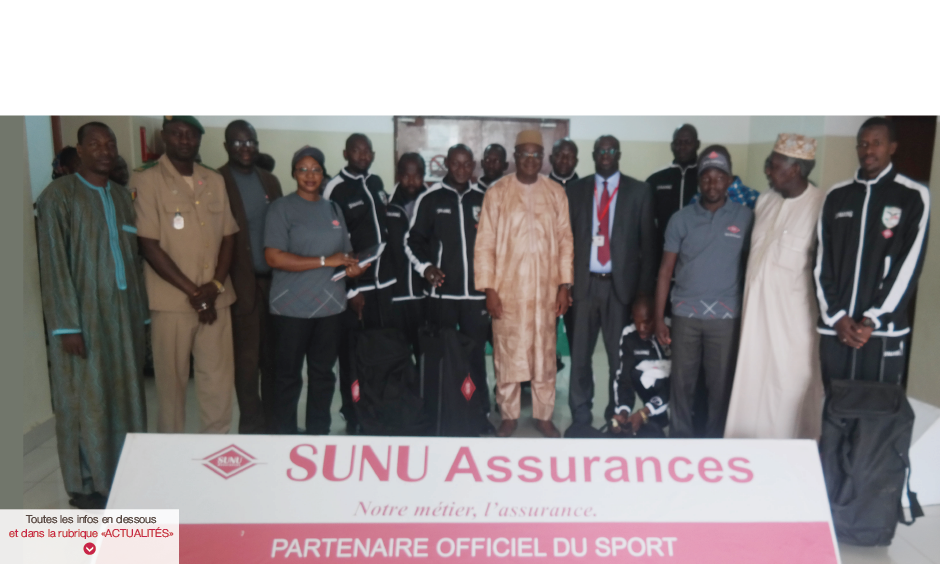 SUNU
SUNU Assurances
Notre métier, l'assurance.
PARTENAIRE OFFICIEL DU SPORT
Toutes les infos en dessous
et dans la rubrique «ACTUALITÉS»